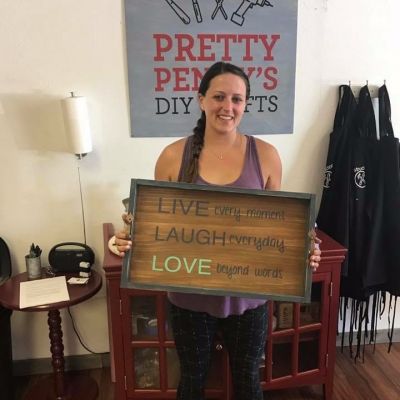 PRETTY
PENNY'S
DIY CRAFTS
LIVE every moment
LAUGH everyday
LOVE beyond words